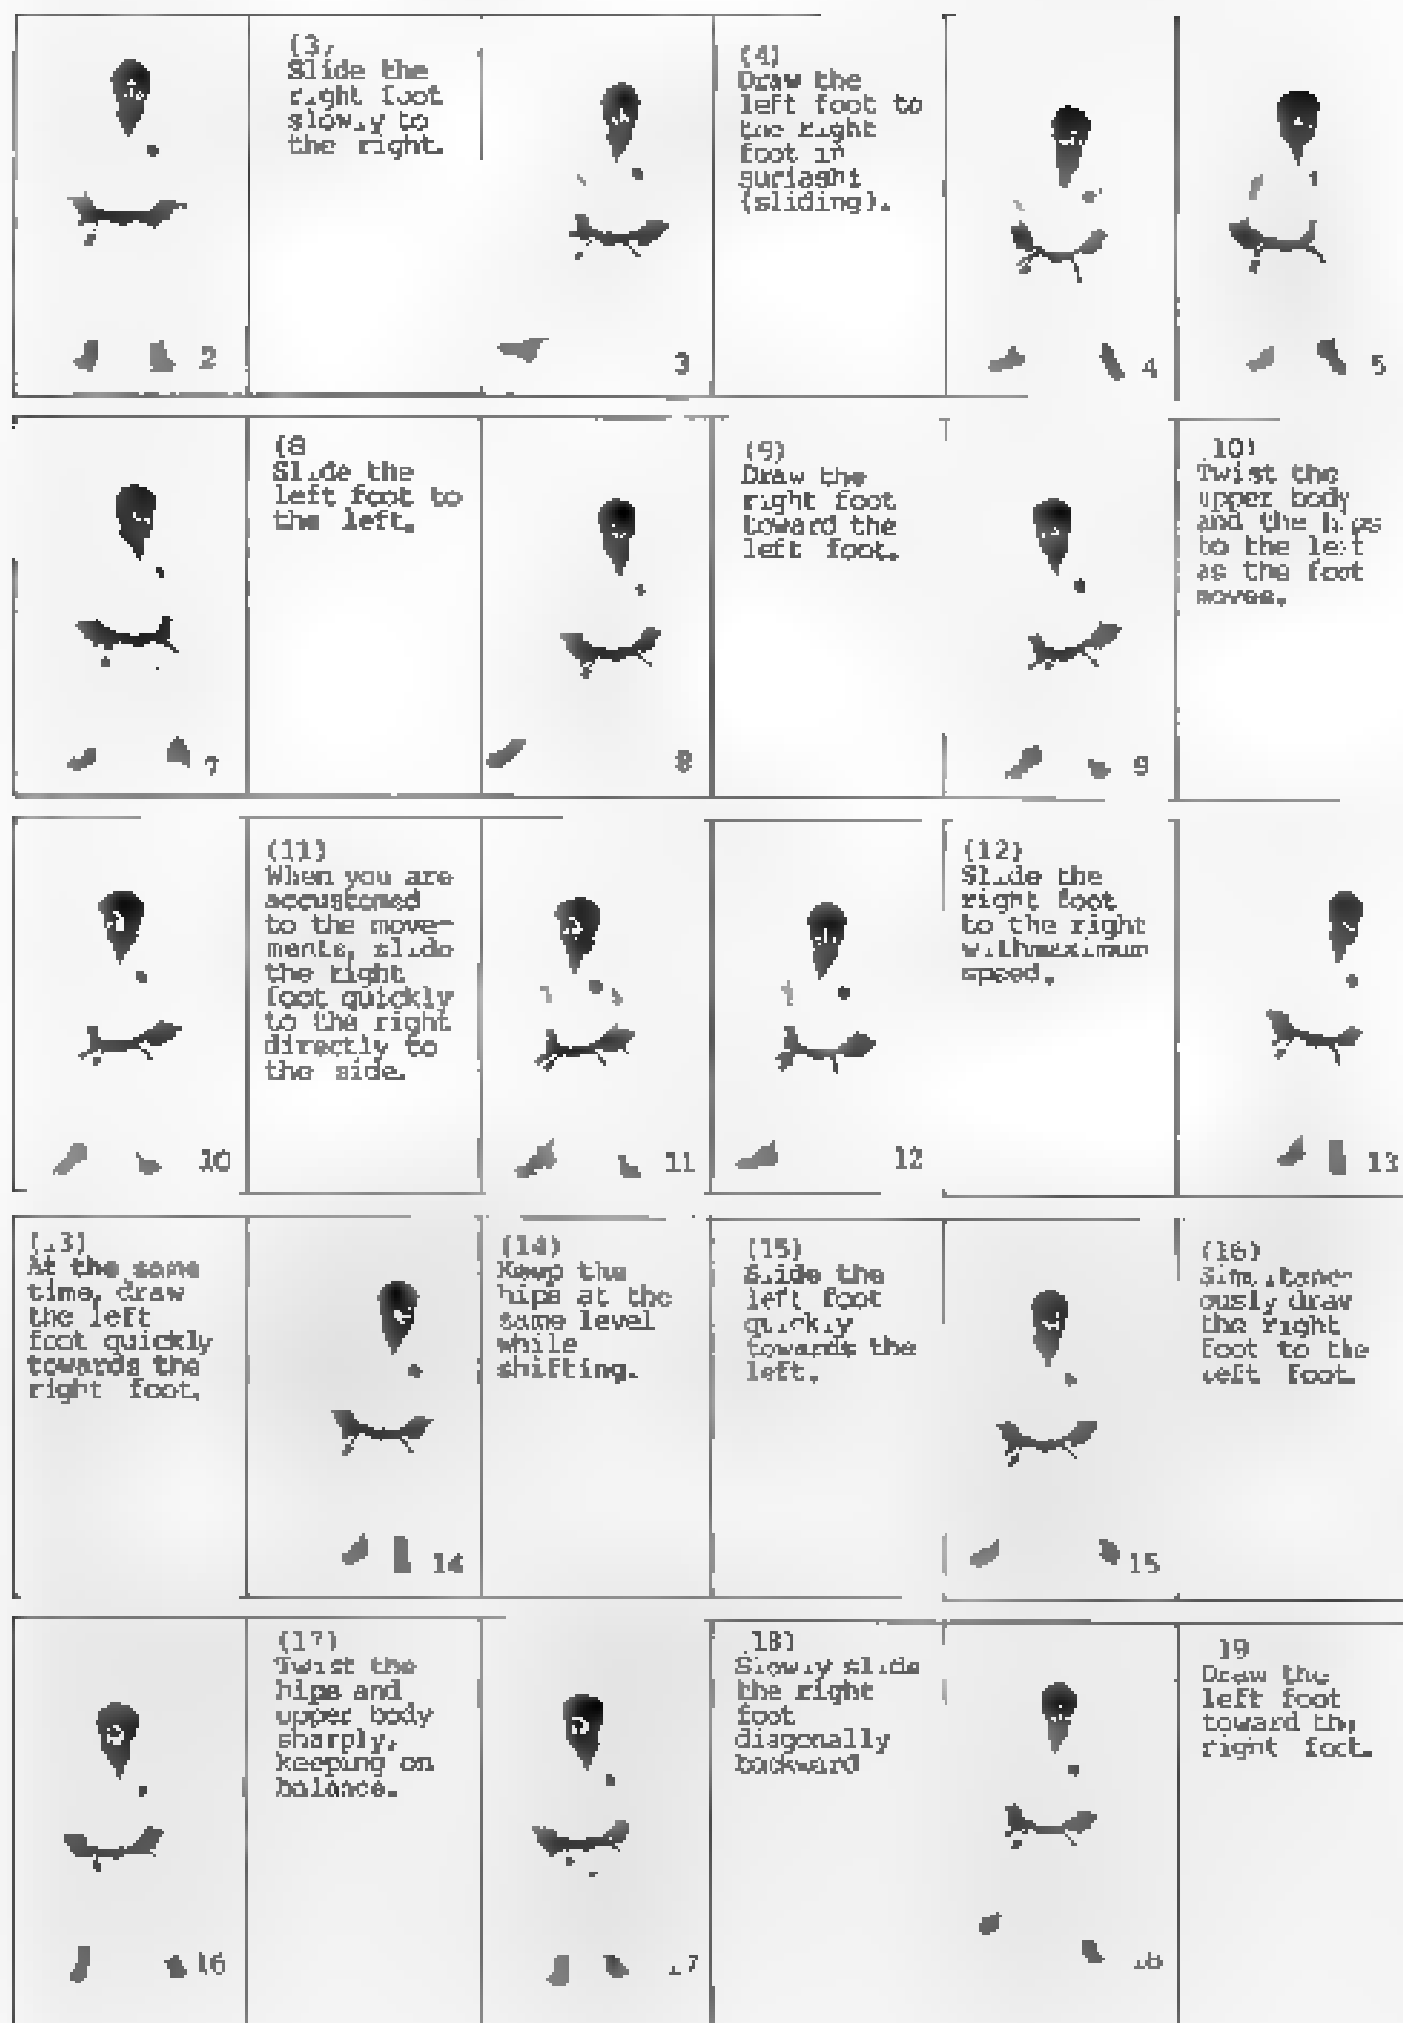 (3)
Slide the
right foot
slowly to
the right.
(4)
Draw the
left foot to
the right
foot in
suriashi
(sliding).
2
3
4
5
(8
Slide the
left foot to
the left.
(9)
Draw the
right foot
toward the
left foot.
10)
Twist the
upper body
and the hips
to the left
as the foot
moves.
7
8
9
(11)
When you are
accustomed
to the move-
ments, slide
the right
foot quickly
to the right
directly to
the side.
(12)
Slide the
right foot
to the right
with maximum
speed.
10
11
12
13
(13)
At the same
time, draw
the left
foot quickly
towards the
right foot.
(14)
Keep the
hips at the
same level
while
shifting.
(15)
Slide the
left foot
quickly
towards the
left.
(16)
Simultane-
ously draw
the right
foot to the
left foot.
14
15
(17)
Twist the
hips and
upper body
sharply,
keeping on
balance.
18)
Slowly slide
the right
foot
diagonally
backward
19
Draw the
left foot
toward the
right foot.
16
17
18